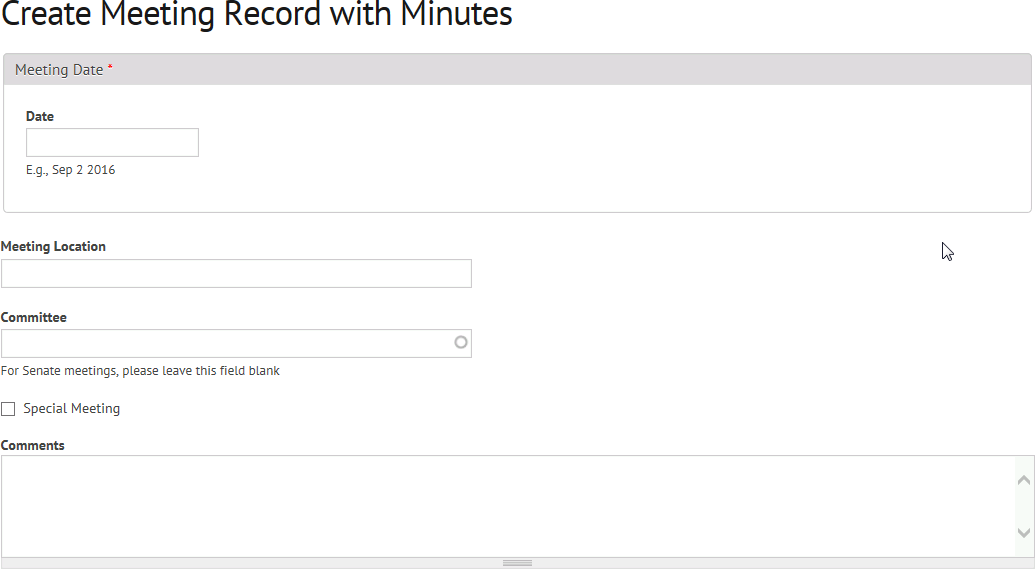 Create Meeting Record with Minutes
Meeting Date *
Date
E.g., Sep 2 2016
Meeting Location
Committee
For Senate meetings, please leave this field blank
Special Meeting
Comments